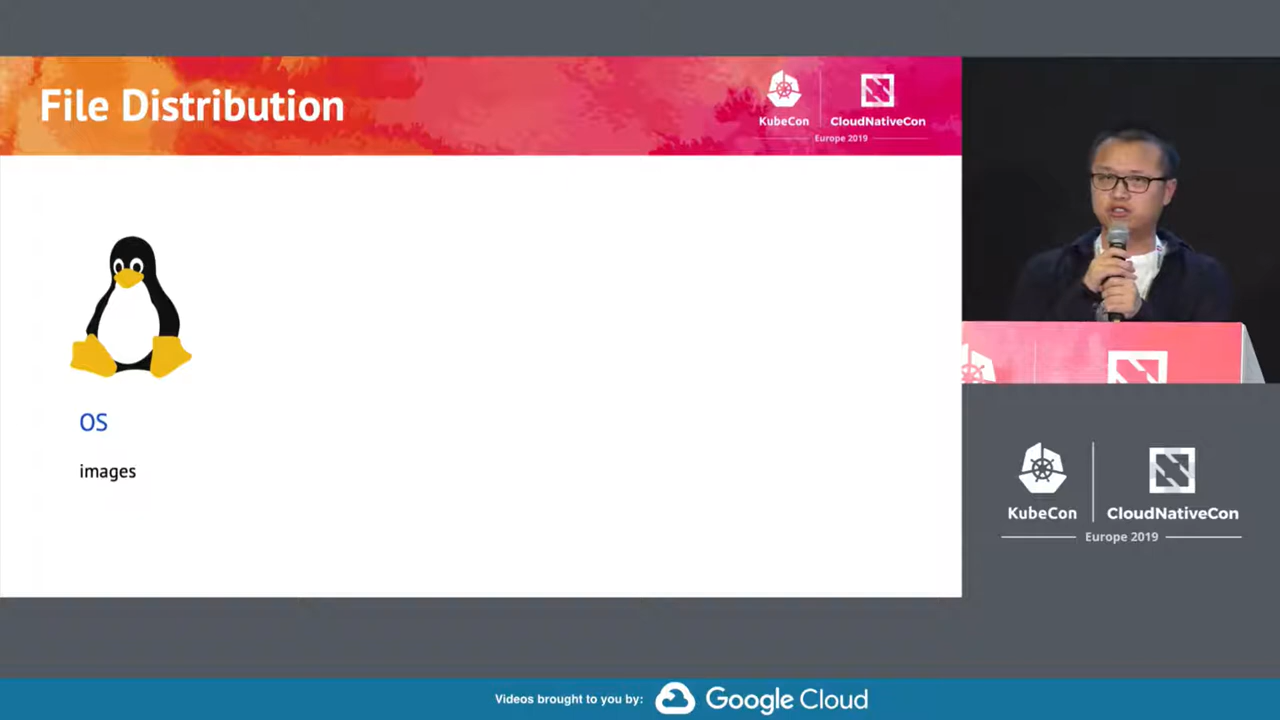 File Distribution
KubeCon
CloudNativeCon
Europe 2019
OS
images
KubeCon
CloudNativeCon
Europe 2019
Videos brought to you by:
Google Cloud